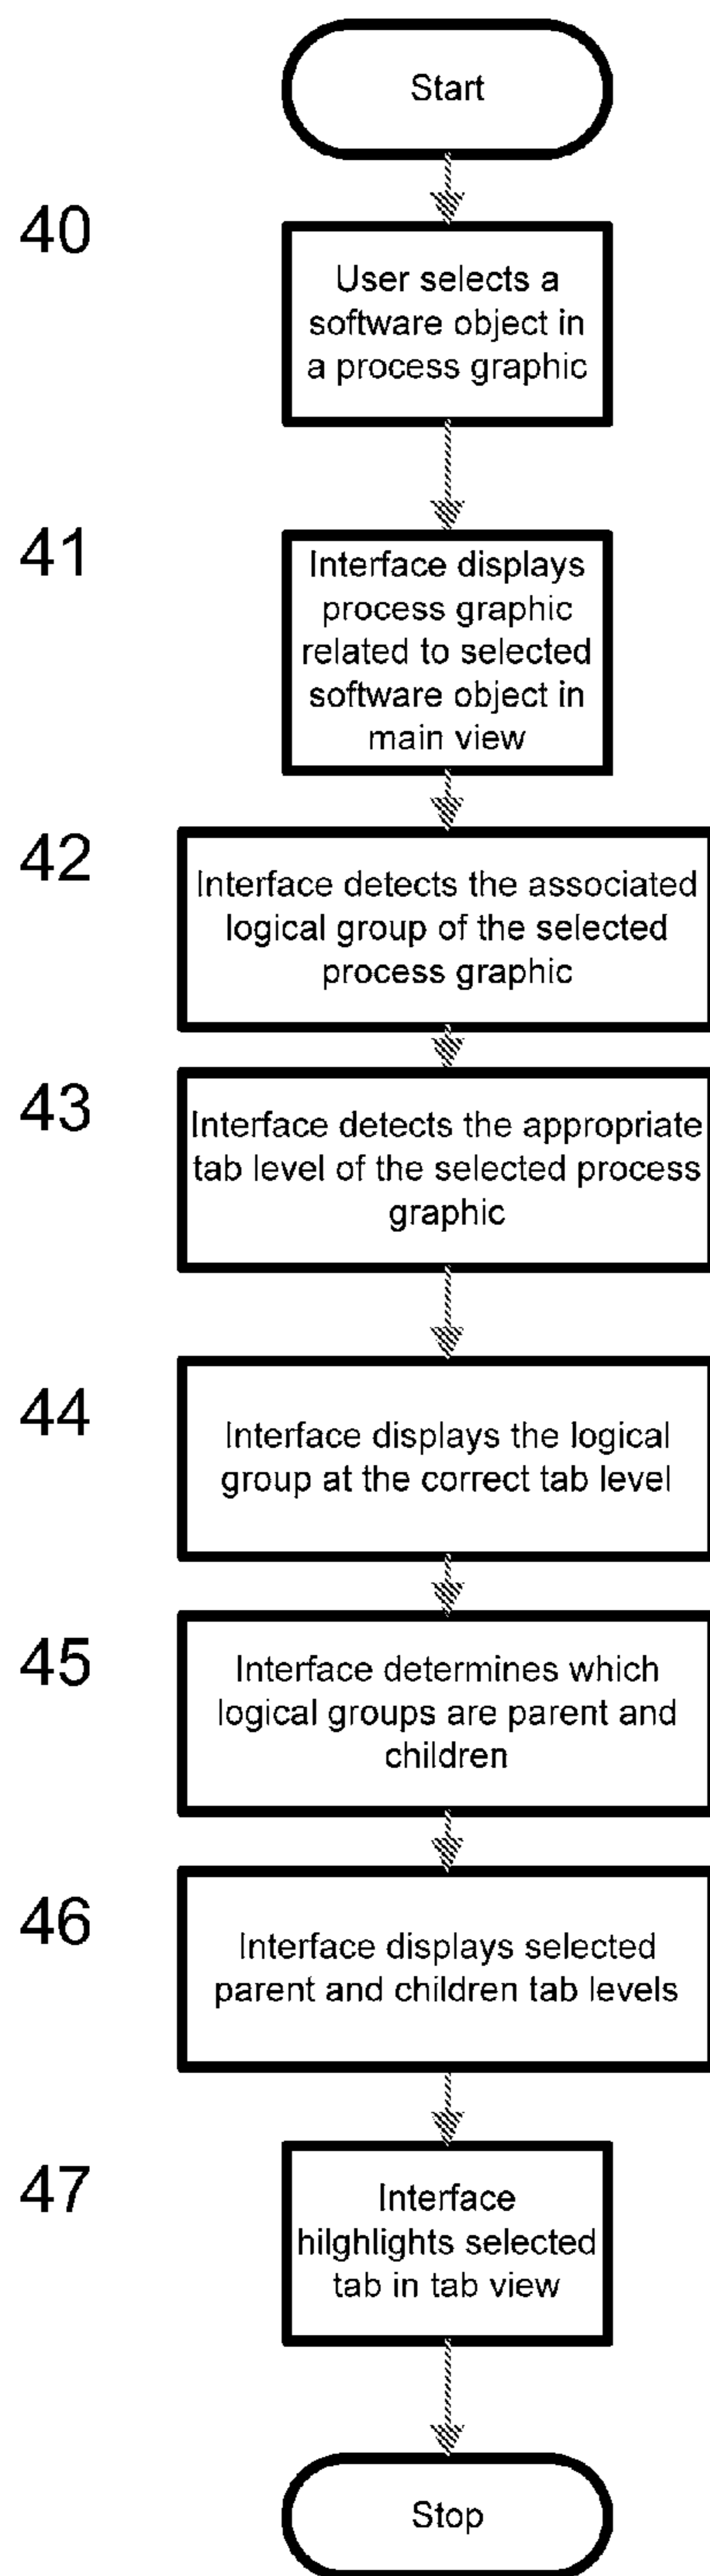 Start
40
User selects a
software object in
a process graphic
41
Interface displays
process graphic
related to selected
software object in
main view
42
Interface detects the associated
logical group of the selected
process graphic
43
Interface detects the appropriate
tab level of the selected process
graphic
44
Interface displays the logical
group at the correct tab level
45
Interface determines which
logical groups are parent and
children
46
Interface displays selected
parent and children tab levels
47
Interface
hilghlights selected
tab in tab view
Stop